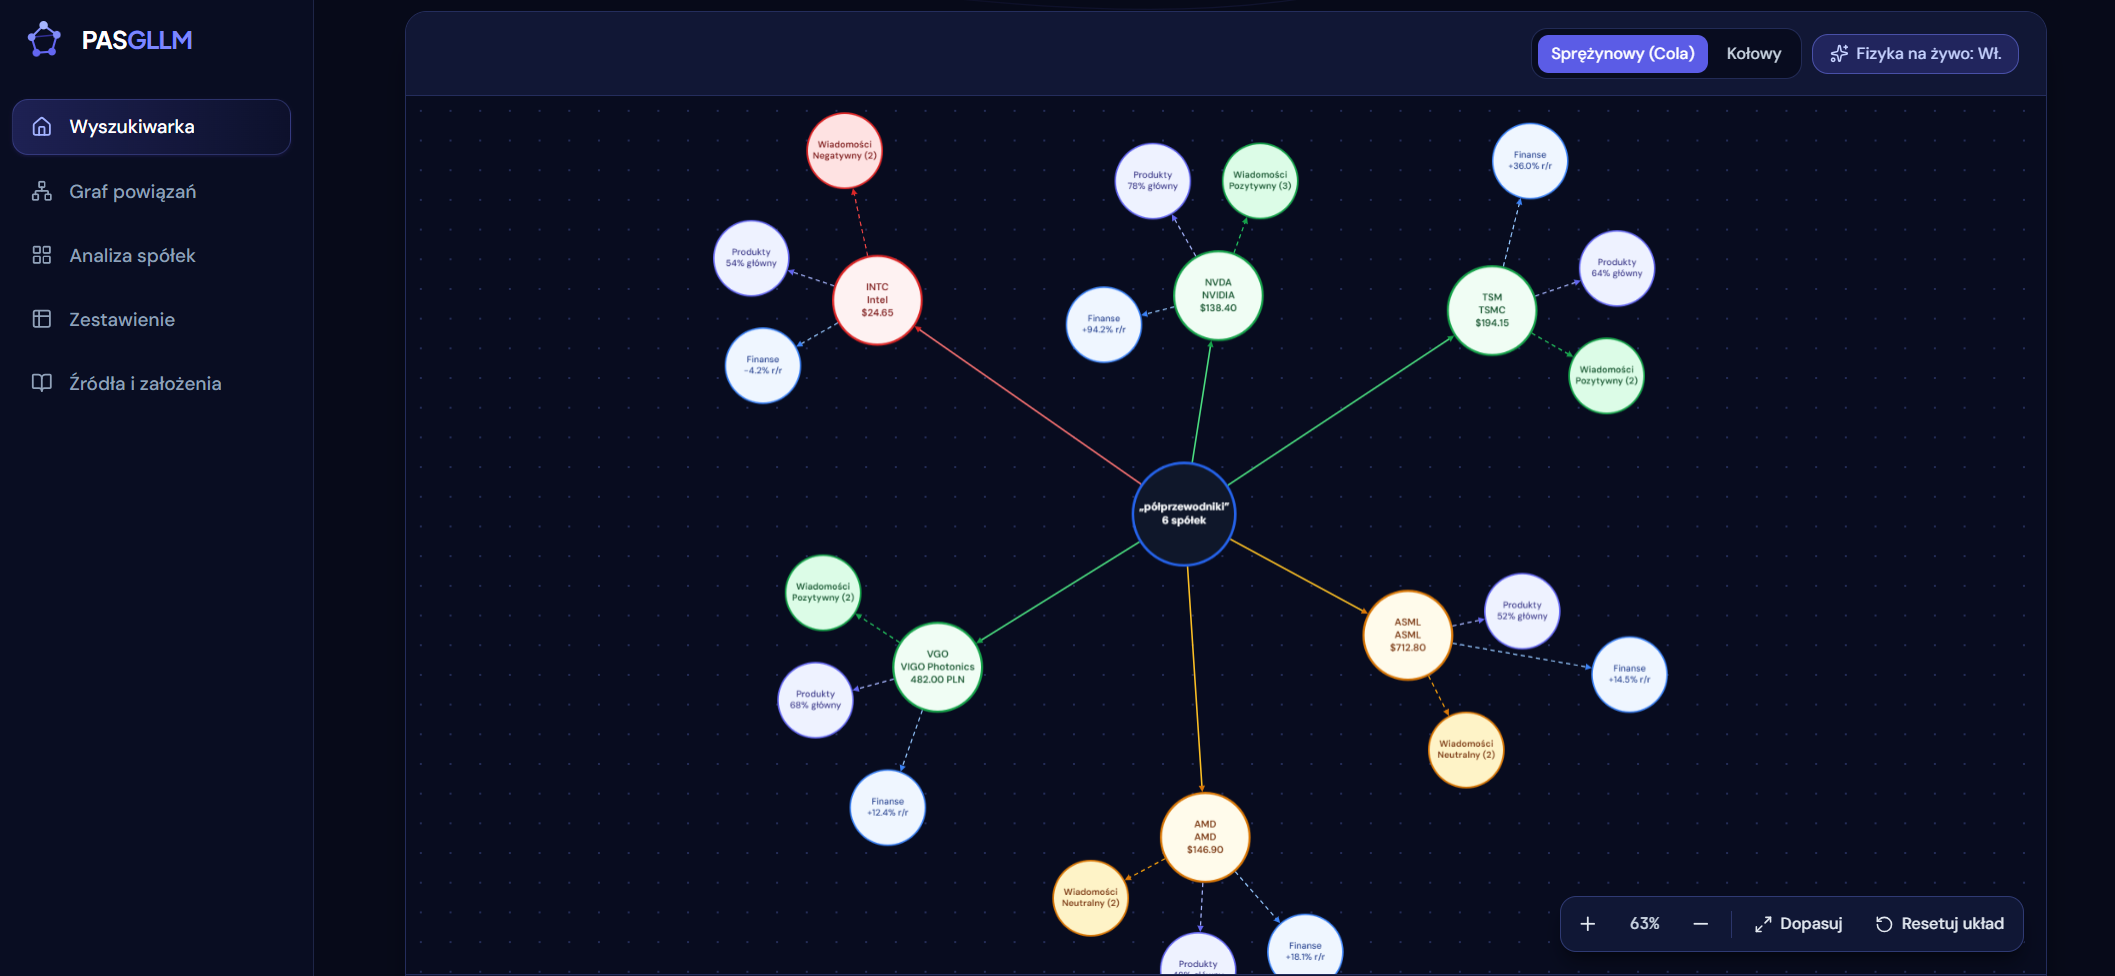 PASGLLM
Wyszukiwarka
Graf powiązań
Analiza spółek
Zestawienie
Źródła i założenia
Sprężynowy (Cola)
Kołowy
Fizyka na żywo: Wł.
Wiadomości
Negatywny (2)
Produkty
54% główny
INTC
Intel
$24.65
Finanse
-4.2% r/r
Produkty
78% główny
Wiadomości
Pozytywny (3)
NVDA
NVIDIA
$138.40
Finanse
+94.2% r/r
Finanse
+36.0% r/r
Produkty
64% główny
TSM
TSMC
$194.15
Wiadomości
Pozytywny (2)
„półprzewodniki”
6 spółek
Wiadomości
Pozytywny (2)
VGO
VIGO Photonics
482.00 PLN
Produkty
68% główny
Finanse
+12.4% r/r
ASML
ASML
$712.80
Produkty
52% główny
Finanse
+14.5% r/r
Wiadomości
Neutralny (2)
AMD
AMD
$146.90
Wiadomości
Neutralny (2)
Produkty
Finanse
+18.1% r/r
63%
Dopasuj
Resetuj układ